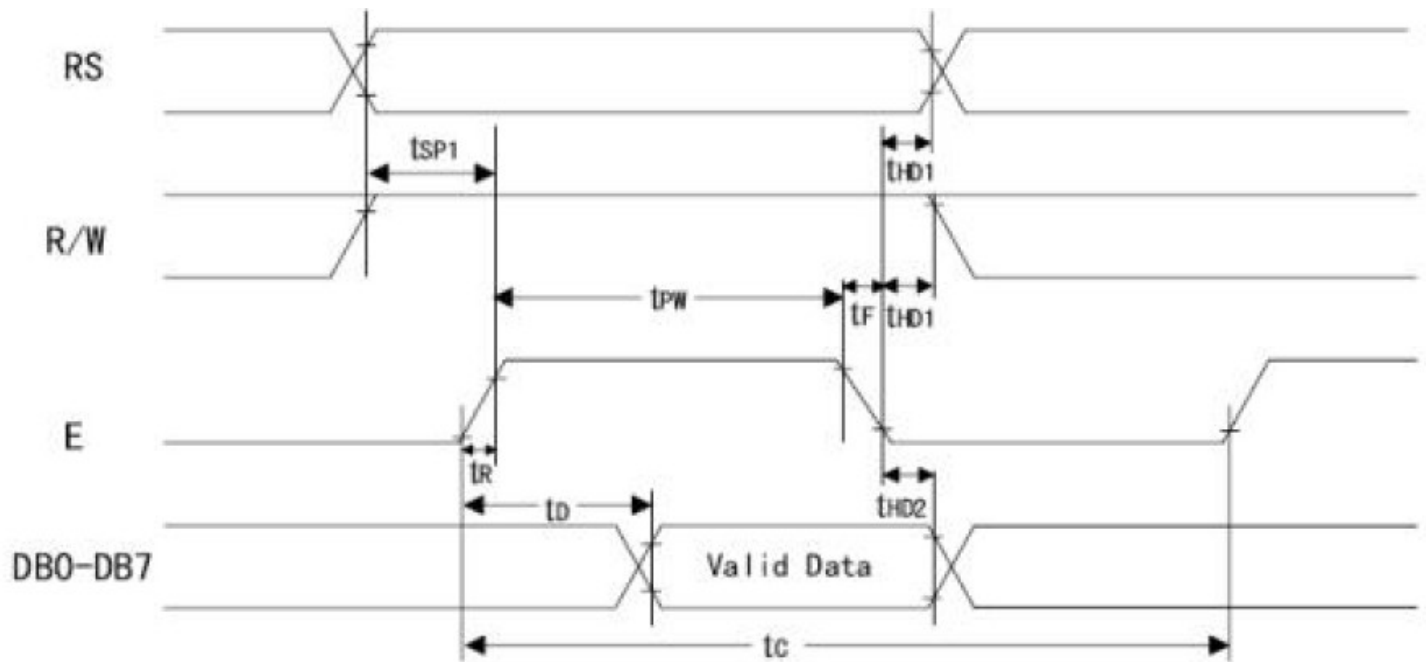 RS
tSP1
tHD1
R/W
tPW
tF
tHD1
E
tR
tD
tHD2
DB0-DB7
Valid Data
tC